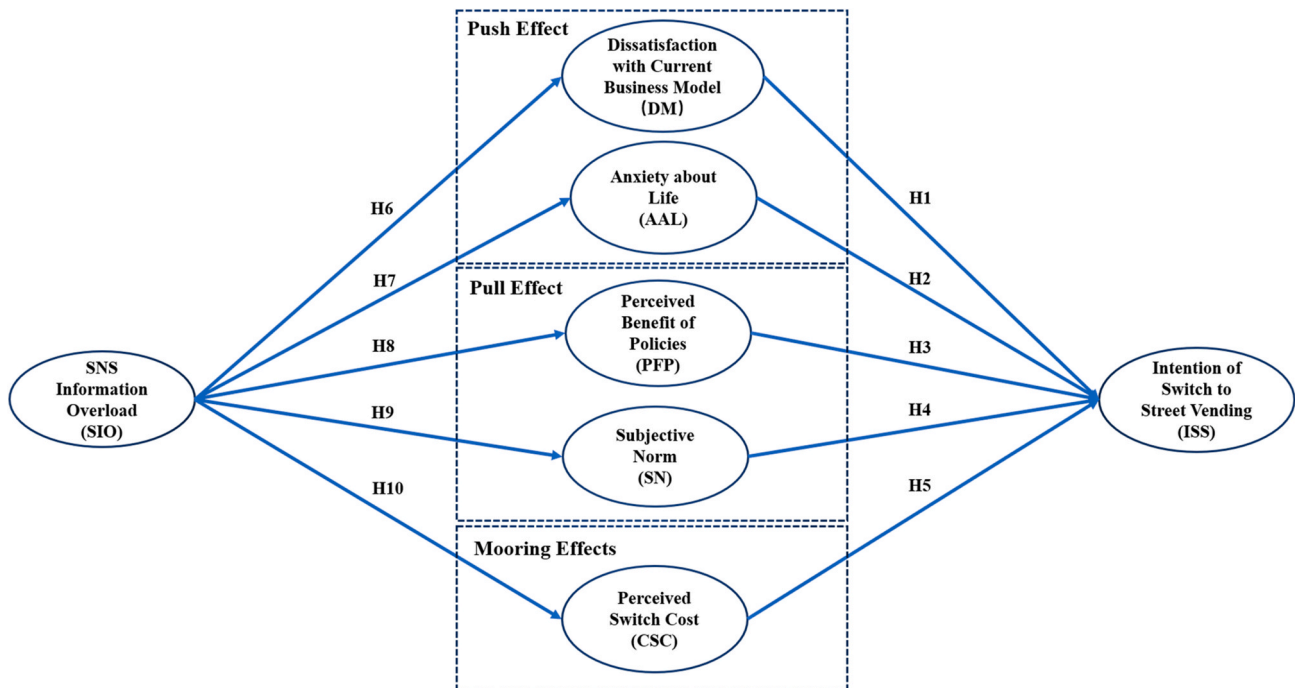 Push Effect
Dissatisfaction
with Current
Business Model
(DM)
Anxiety about
Life
(AAL)
H6
H1
H7
H2
Pull Effect
Perceived
Benefit of
Policies
(PFP)
H8
H3
SNS
Information
Overload
(SIO)
Intention of
Switch to
Street Vending
(ISS)
H9
H4
Subjective
Norm
(SN)
H10
H5
Mooring Effects
Perceived
Switch Cost
(CSC)